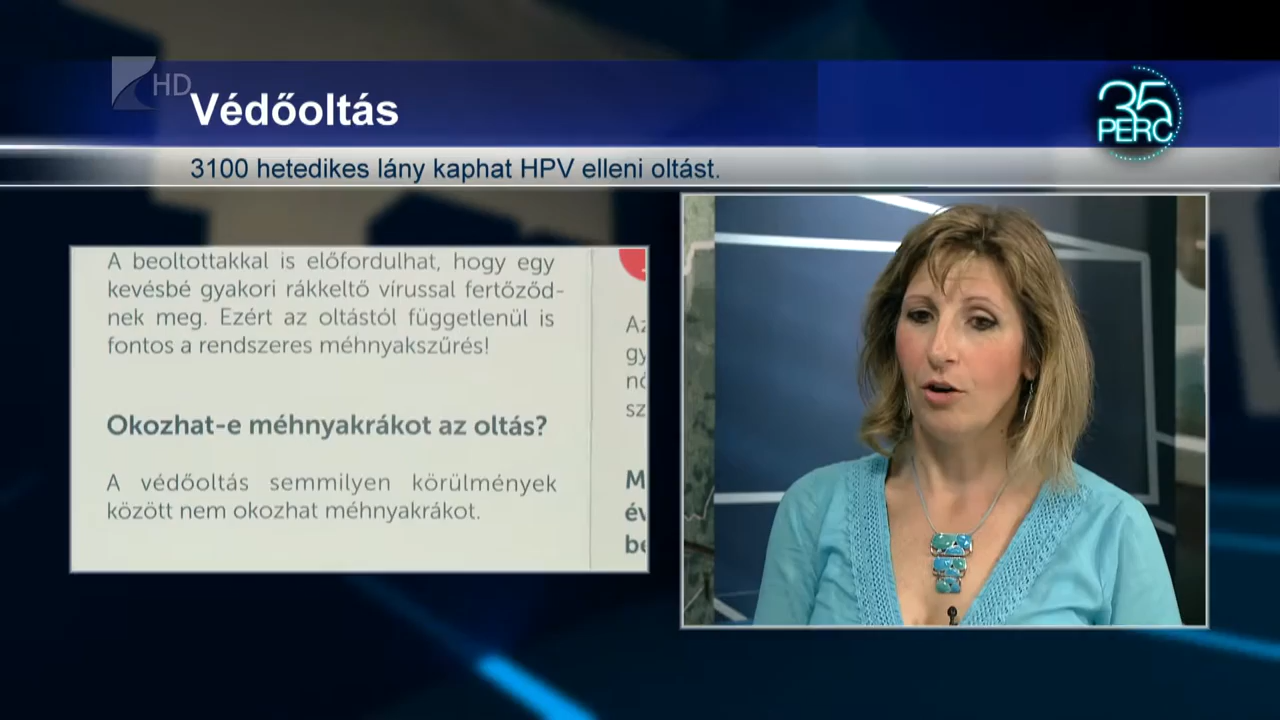 HD
Védőoltás
35
PERC
3100 hetedikes lány kaphat HPV elleni oltást.
A beoltottakkal is előfordulhat, hogy egy
kevésbé gyakori rákkeltő vírussal fertőződ-
nek meg. Ezért az oltástól függetlenül is
fontos a rendszeres méhnyakszűrés!
Okozhat-e méhnyakrákot az oltás?
A védőoltás semmilyen körülmények
között nem okozhat méhnyakrákot.